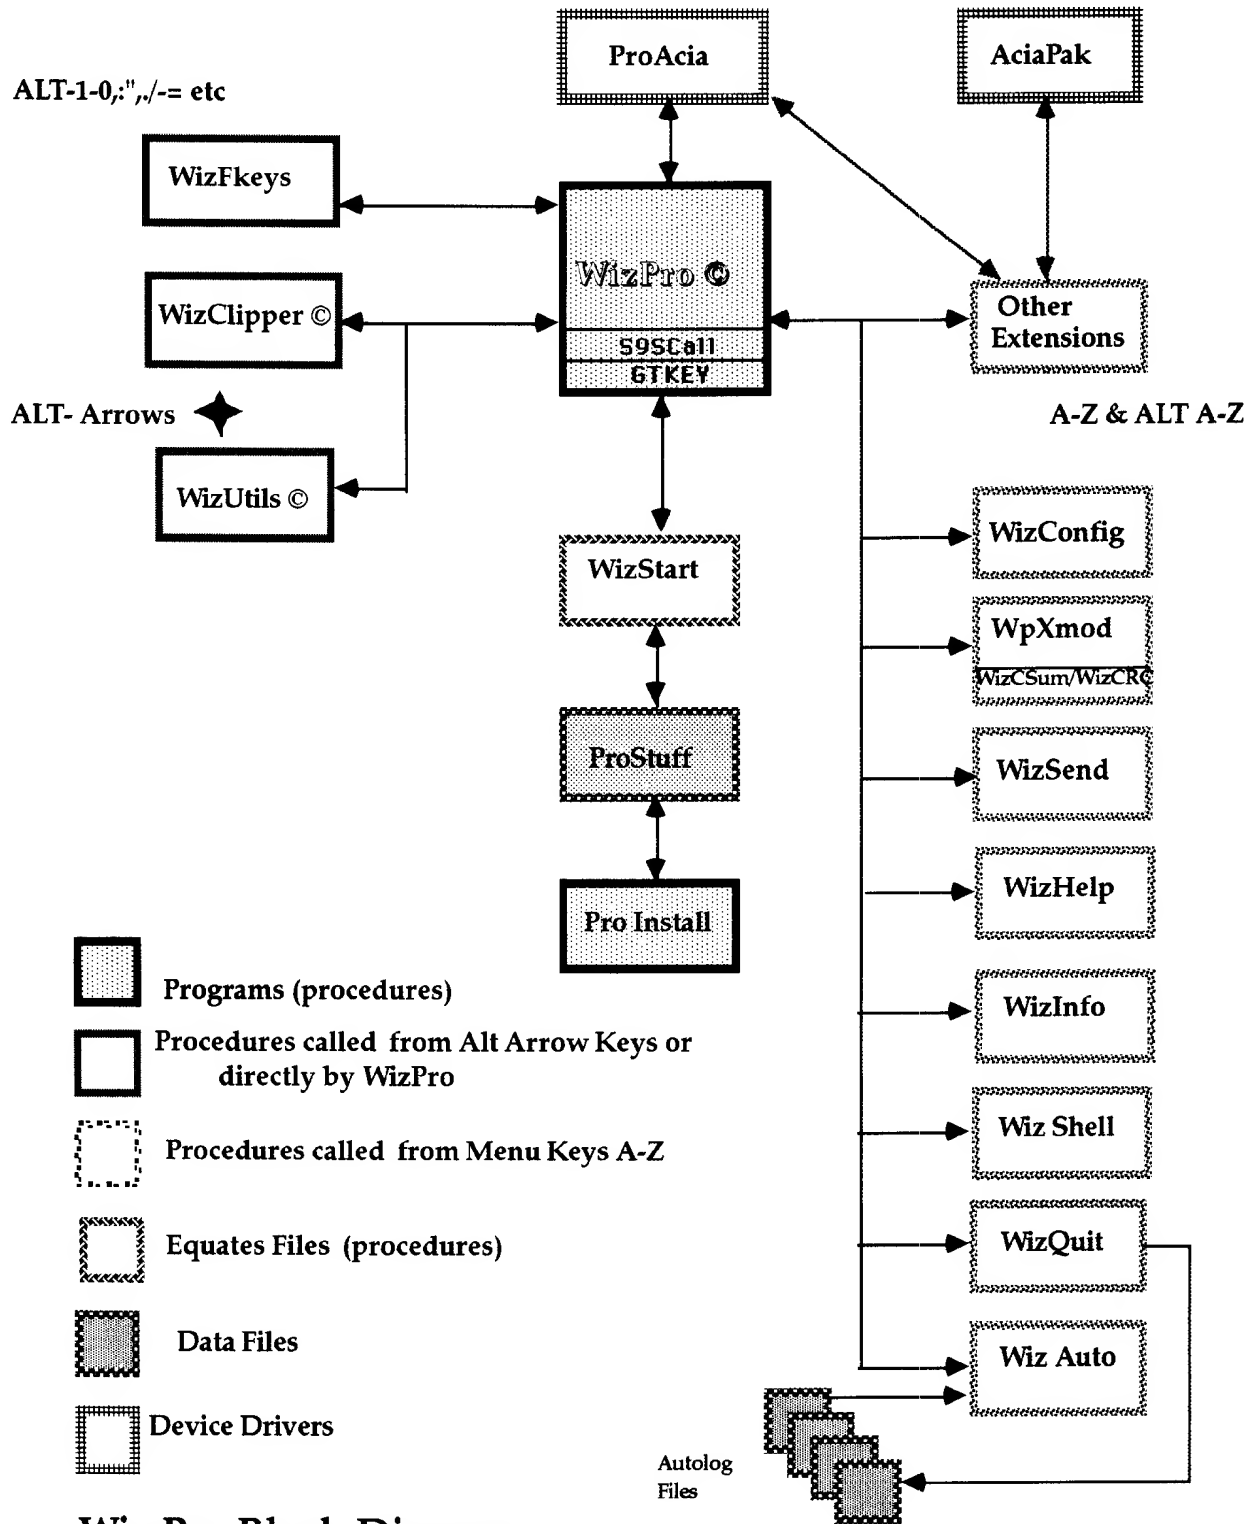 ProAcia
AciaPak
ALT-1-0,:",./-= etc
WizFkeys
WizPro ©
WizClipper ©
Other
Extensions
S9SCall
GTKEY
ALT- Arrows
A-Z & ALT A-Z
WizUtils ©
WizConfig
WizStart
WpXmod
WizCSum/WizCRC
ProStuff
WizSend
WizHelp
Pro Install
Programs (procedures)
WizInfo
Procedures called from Alt Arrow Keys or
directly by WizPro
Wiz Shell
Procedures called from Menu Keys A-Z
WizQuit
Equates Files (procedures)
Data Files
Wiz Auto
Device Drivers
Autolog
Files